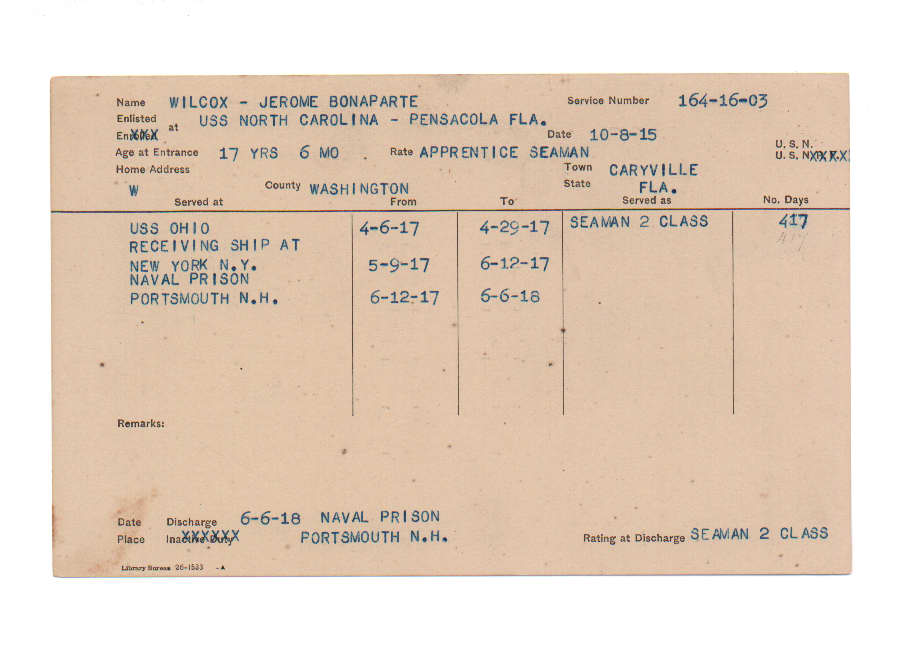 Name WILCOX - JEROME BONAPARTE Service Number 164-16-03
Enlisted
Enrolled at USS NORTH CAROLINA - PENSACOLA FLA. Date 10-8-15
Age at Entrance 17 YRS 6 MO. Rate APPRENTICE SEAMAN U. S. N.
U. S. N. R. F.
Home Address Town CARYVILLE
W County WASHINGTON State FLA.
Served at From To Served as No. Days
USS OHIO 4-6-17 4-29-17 SEAMAN 2 CLASS 417
417
RECEIVING SHIP AT
NEW YORK N.Y. 5-9-17 6-12-17
NAVAL PRISON
PORTSMOUTH N.H. 6-12-17 6-6-18
Remarks:
Date Discharge 6-6-18 NAVAL PRISON
Place Inactive Duty PORTSMOUTH N.H. Rating at Discharge SEAMAN 2 CLASS
Library Bureau 26-1523 -A